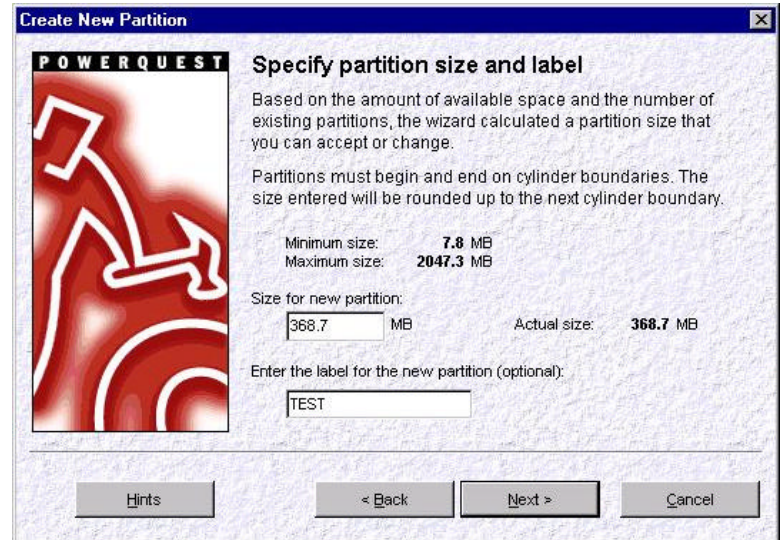 Create New Partition
POWERQUEST
Specify partition size and label
Based on the amount of available space and the number of
existing partitions, the wizard calculated a partition size that
you can accept or change.
Partitions must begin and end on cylinder boundaries. The
size entered will be rounded up to the next cylinder boundary.
Minimum size: 7.8 MB
Maximum size: 2047.3 MB
Size for new partition:
368.7 MB Actual size: 368.7 MB
Enter the label for the new partition (optional):
TEST
Hints < Back Next > Cancel